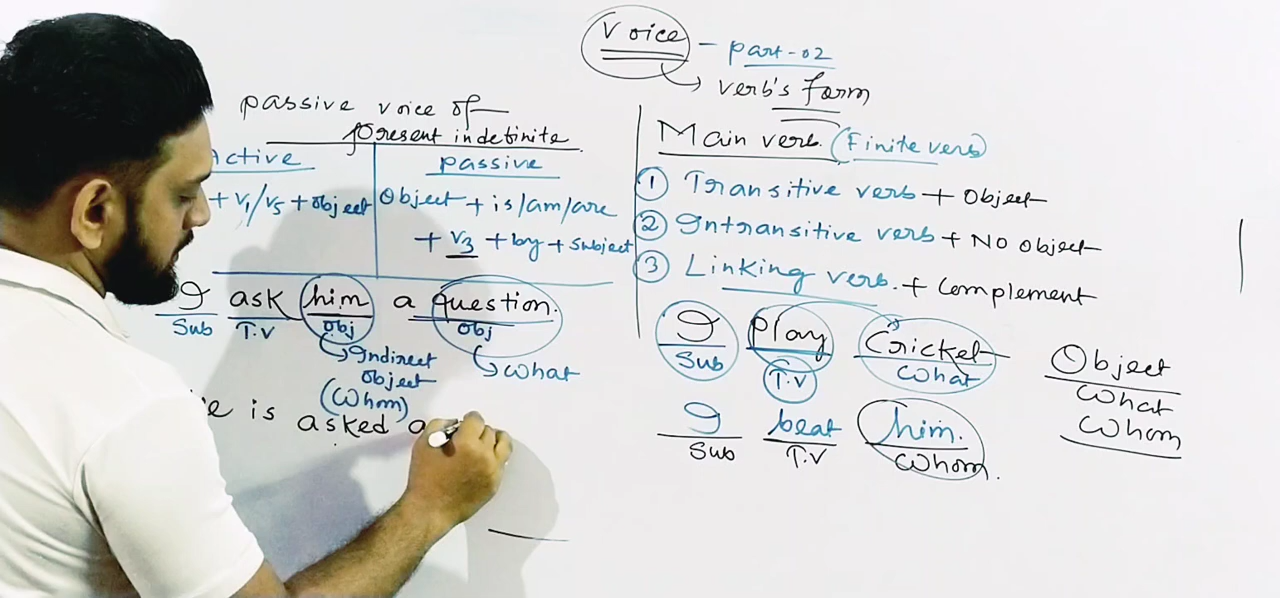 Voice - part-02
verb's form
passive voice of
present indefinite
Active
+ V1/V5 + object
passive
Object + is/am/are
+ V3 + by + subject
I ask him a question.
Sub T.V Obj Obj
Indirect
object
(Whom)
What
He is asked a
Main verb. (Finite verb)
1 Transitive verb + Object
2 Intransitive verb + No object
3 Linking verb. + complement
I play Cricket
Sub T.V What
I beat him.
Sub T.V Whom.
Object
What
Whom